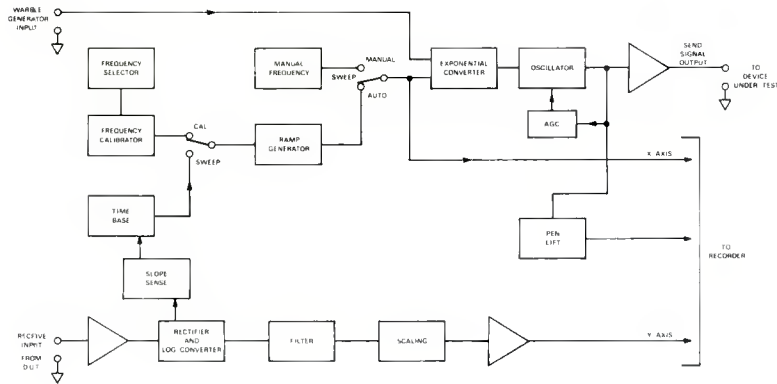 WARBLE
GENERATOR
INPUT
FREQUENCY
SELECTOR
MANUAL
FREQUENCY
MANUAL
SWEEP
AUTO
EXPONENTIAL
CONVERTER
OSCILLATOR
SEND
SIGNAL
OUTPUT
TO
DEVICE
UNDER TEST
AGC
FREQUENCY
CALIBRATOR
CAL
SWEEP
RAMP
GENERATOR
X AXIS
TIME
BASE
PEN
LIFT
TO
RECORDER
SLOPE
SENSE
RECEIVE
INPUT
FROM
DUT
RECTIFIER
AND
LOG CONVERTER
FILTER
SCALING
Y AXIS